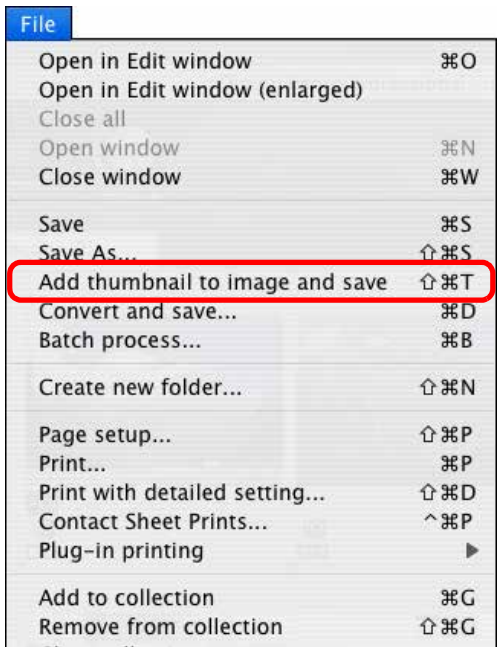 File
Open in Edit window ⌘O
Open in Edit window (enlarged)
Close all
Open window ⌘N
Close window ⌘W
Save ⌘S
Save As... ⇧⌘S
Add thumbnail to image and save ⇧⌘T
Convert and save... ⌘D
Batch process... ⌘B
Create new folder... ⇧⌘N
Page setup... ⇧⌘P
Print... ⌘P
Print with detailed setting... ⇧⌘D
Contact Sheet Prints... ^⌘P
Plug-in printing ▶
Add to collection ⌘G
Remove from collection ⇧⌘G